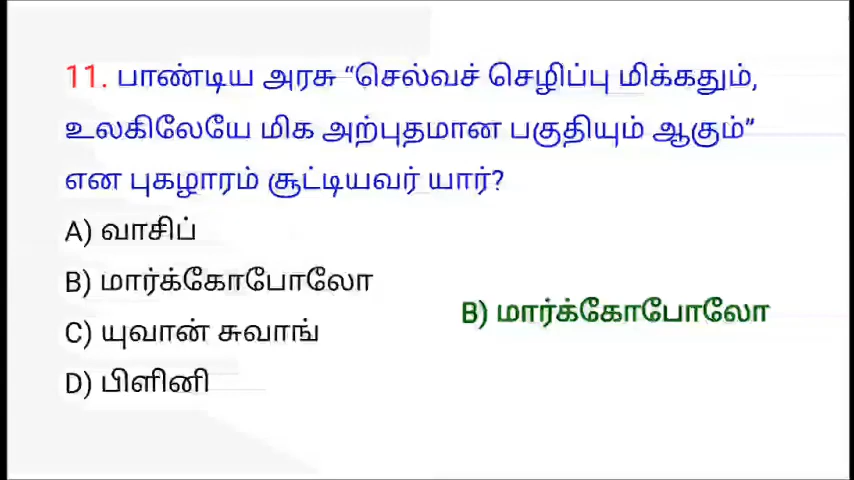 11. பாண்டிய அரசு “செல்வச் செழிப்பு மிக்கதும்,
உலகிலேயே மிக அற்புதமான பகுதியும் ஆகும்”
என புகழாரம் சூட்டியவர் யார்?
A) வாசிப்
B) மார்க்கோபோலோ
C) யுவான் சுவாங்
D) பிளினி
B) மார்க்கோபோலோ